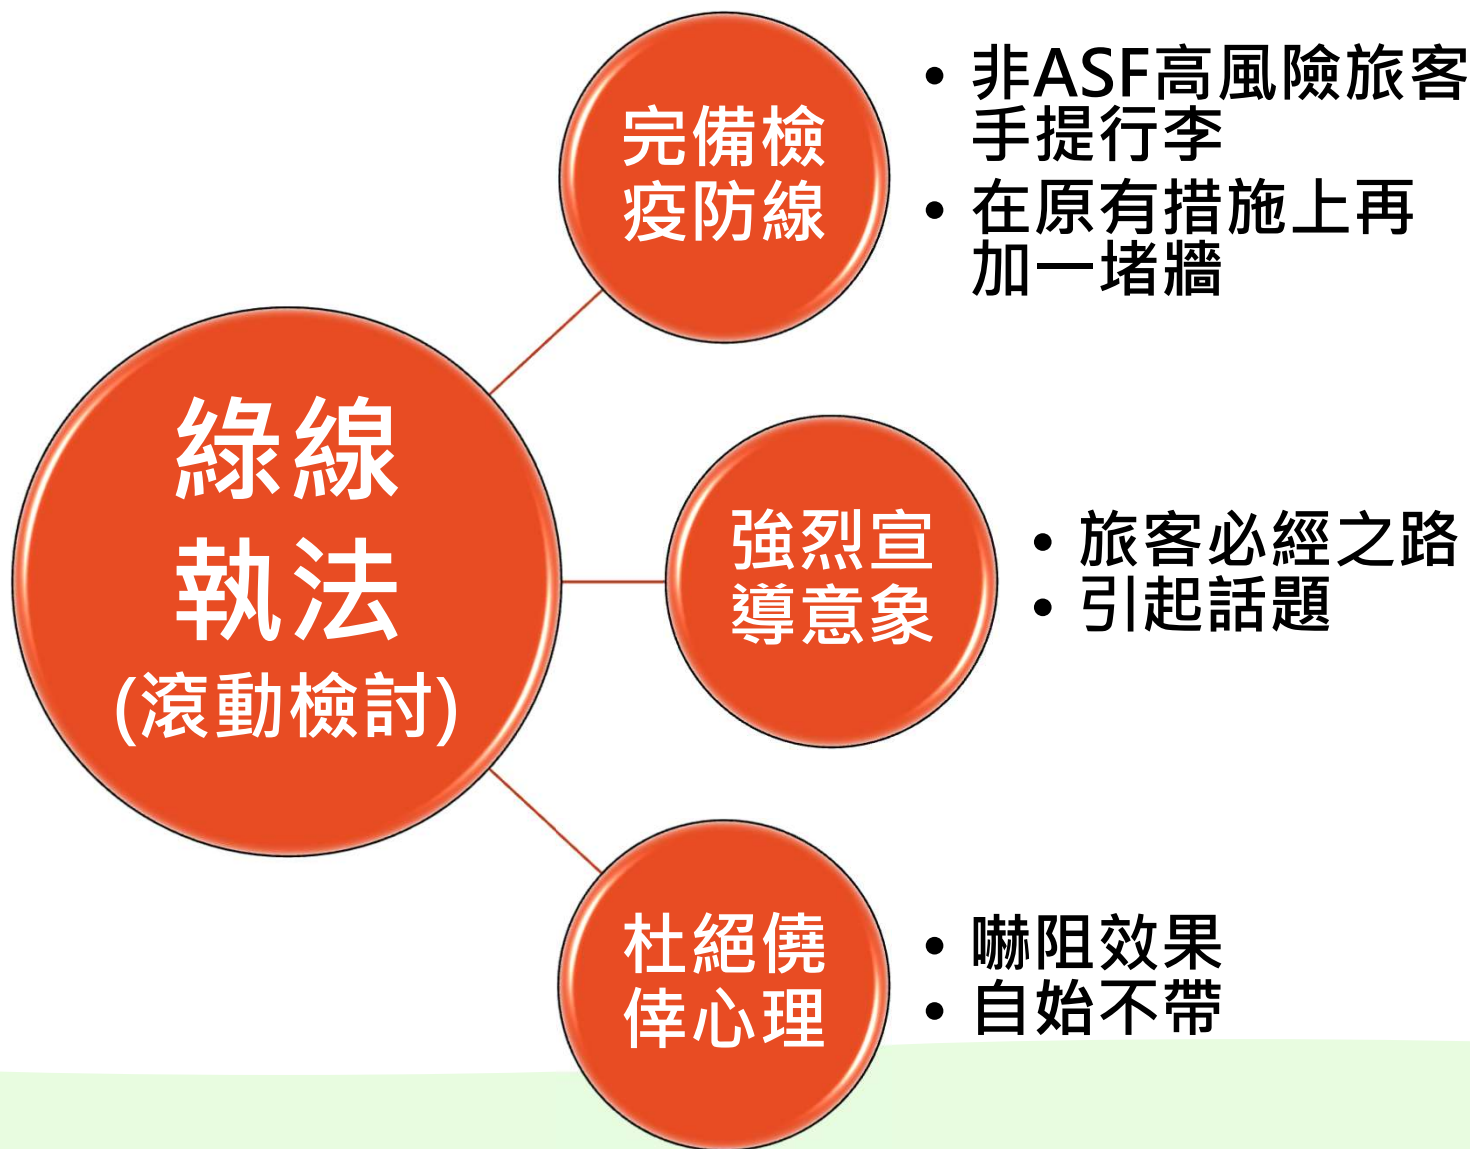 綠線
執法
(滾動檢討)
完備檢
疫防線
• 非ASF高風險旅客
手提行李
• 在原有措施上再
加一堵牆
強烈宣
導意象
• 旅客必經之路
• 引起話題
杜絕僥
倖心理
• 嚇阻效果
• 自始不帶